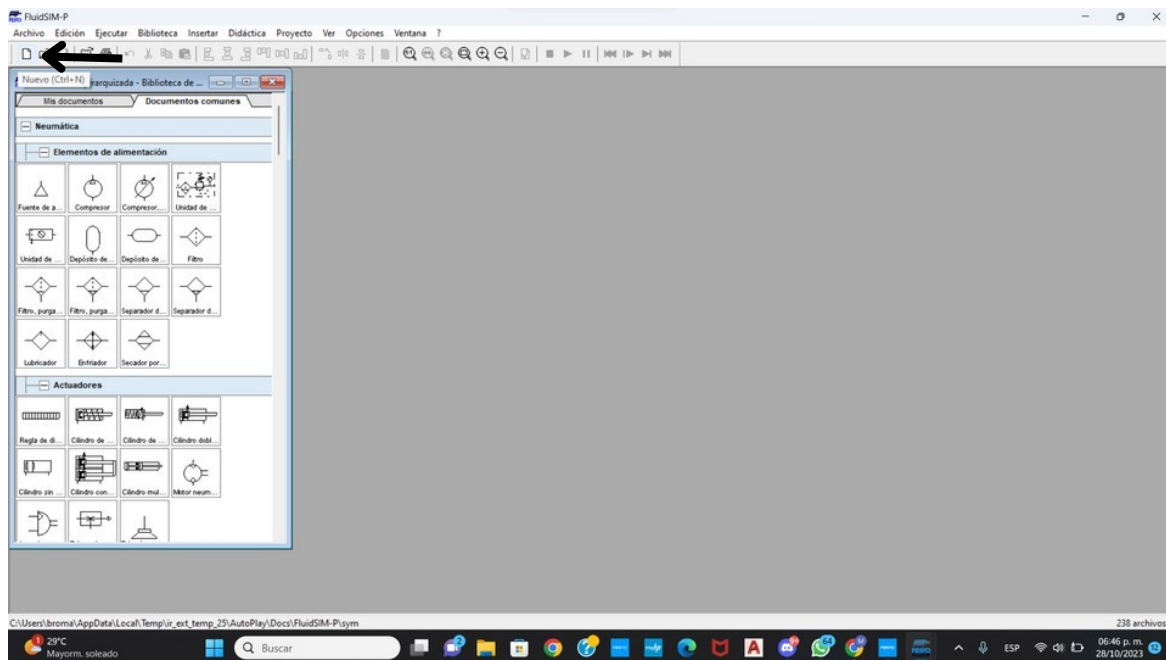 FluidSIM-P
Archivo Edición Ejecutar Biblioteca Insertar Didáctica Proyecto Ver Opciones Ventana ?
Nuevo (Ctrl+N)
rarquizada - Biblioteca de ...
Mis documentos Documentos comunes
Neumática
Elementos de alimentación
Fuente de a... Compresor Compresor,... Unidad de ...
Unidad de ... Depósito de... Depósito de... Filtro
Filtro, purga... Filtro, purga... Separador d... Separador d...
Lubricador Enfriador Secador por...
Actuadores
Regla de di... Cilindro de ... Cilindro de ... Cilindro dobl...
Cilindro sin ... Cilindro con... Cilindro mul... Motor neum...
C:\Users\broma\AppData\Local\Temp\ir_ext_temp_25\AutoPlay\Docs\FluidSIM-P\sym 238 archivos
29°C
Mayorm. soleado
Buscar
ESP
06:46 p. m.
28/10/2023